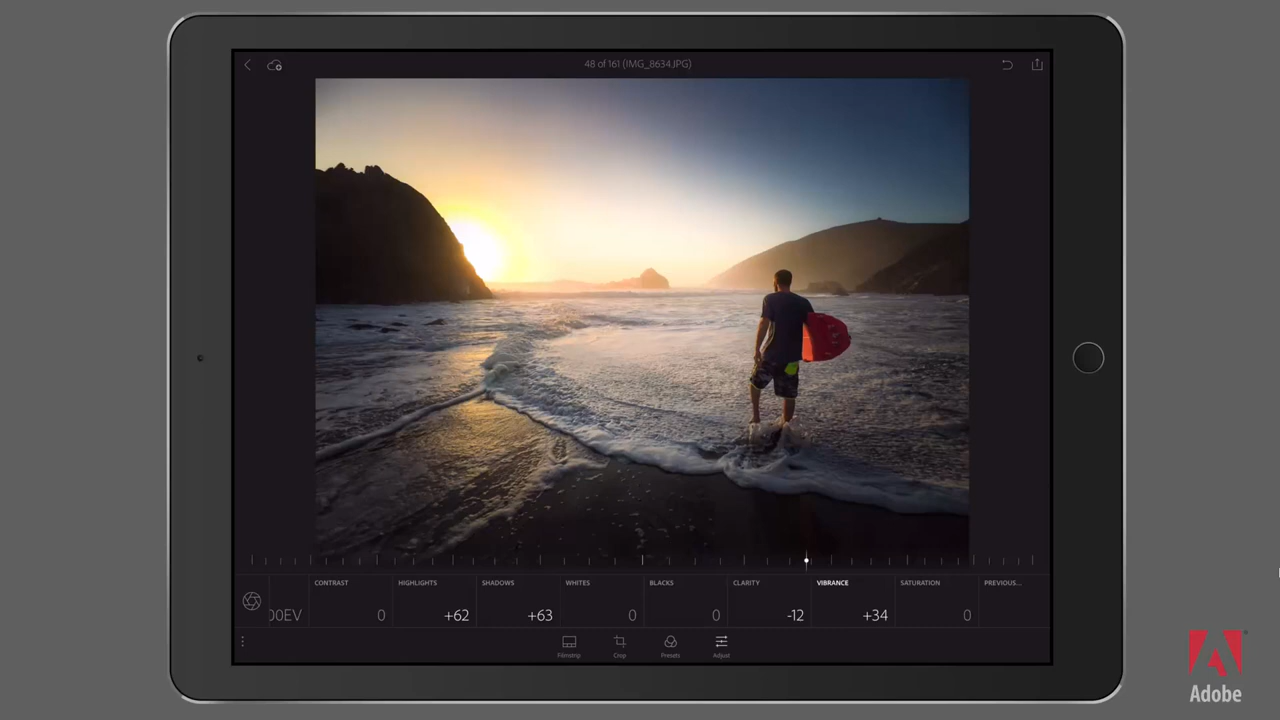 48 of 161 (IMG_8634.JPG)
CONTRAST HIGHLIGHTS SHADOWS WHITES BLACKS CLARITY VIBRANCE SATURATION PREVIOUS...
00EV 0 +62 +63 0 0 -12 +34 0
Filmstrip Crop Presets Adjust
Adobe